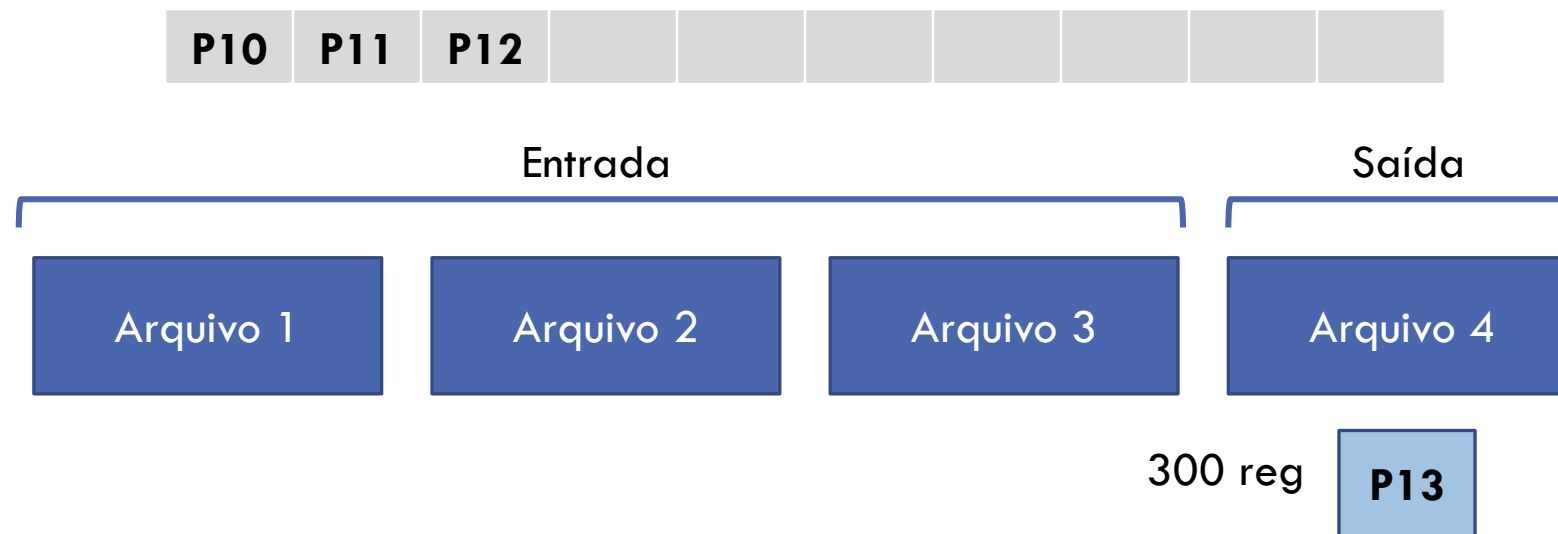 P10 P11 P12
Entrada Saída
Arquivo 1 Arquivo 2 Arquivo 3 Arquivo 4
300 reg P13